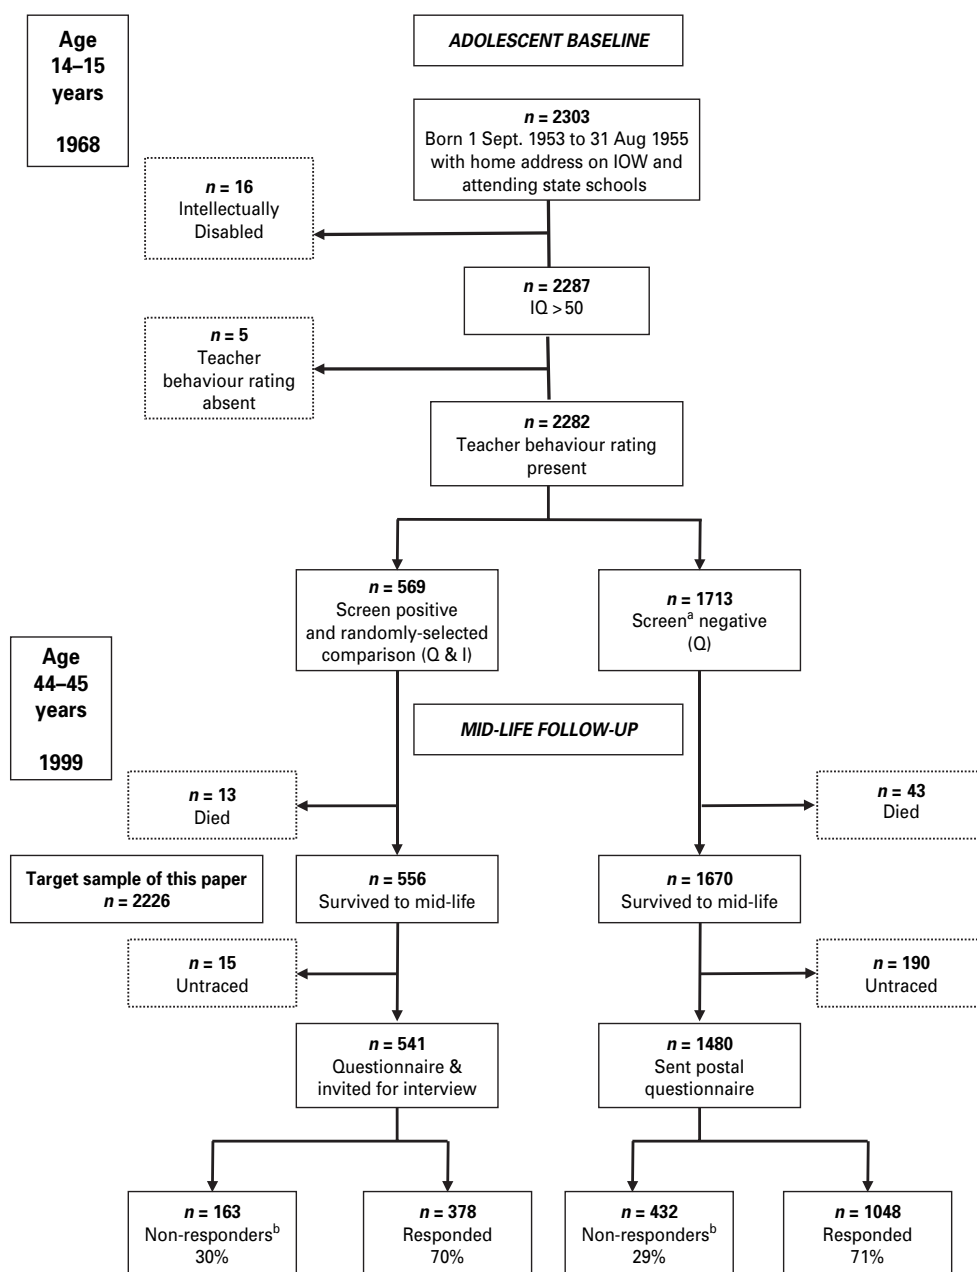 Age
14–15
years
1968
ADOLESCENT BASELINE
n = 2303
Born 1 Sept. 1953 to 31 Aug 1955
with home address on IOW and
attending state schools
n = 16
Intellectually
Disabled
n = 2287
IQ > 50
n = 5
Teacher
behaviour rating
absent
n = 2282
Teacher behaviour rating
present
n = 569
Screen positive
and randomly-selected
comparison (Q & I)
n = 1713
Screenᵃ negative
(Q)
Age
44–45
years
1999
MID-LIFE FOLLOW-UP
n = 13
Died
n = 43
Died
Target sample of this paper
n = 2226
n = 556
Survived to mid-life
n = 1670
Survived to mid-life
n = 15
Untraced
n = 190
Untraced
n = 541
Questionnaire &
invited for interview
n = 1480
Sent postal
questionnaire
n = 163
Non-respondersᵇ
30%
n = 378
Responded
70%
n = 432
Non-respondersᵇ
29%
n = 1048
Responded
71%